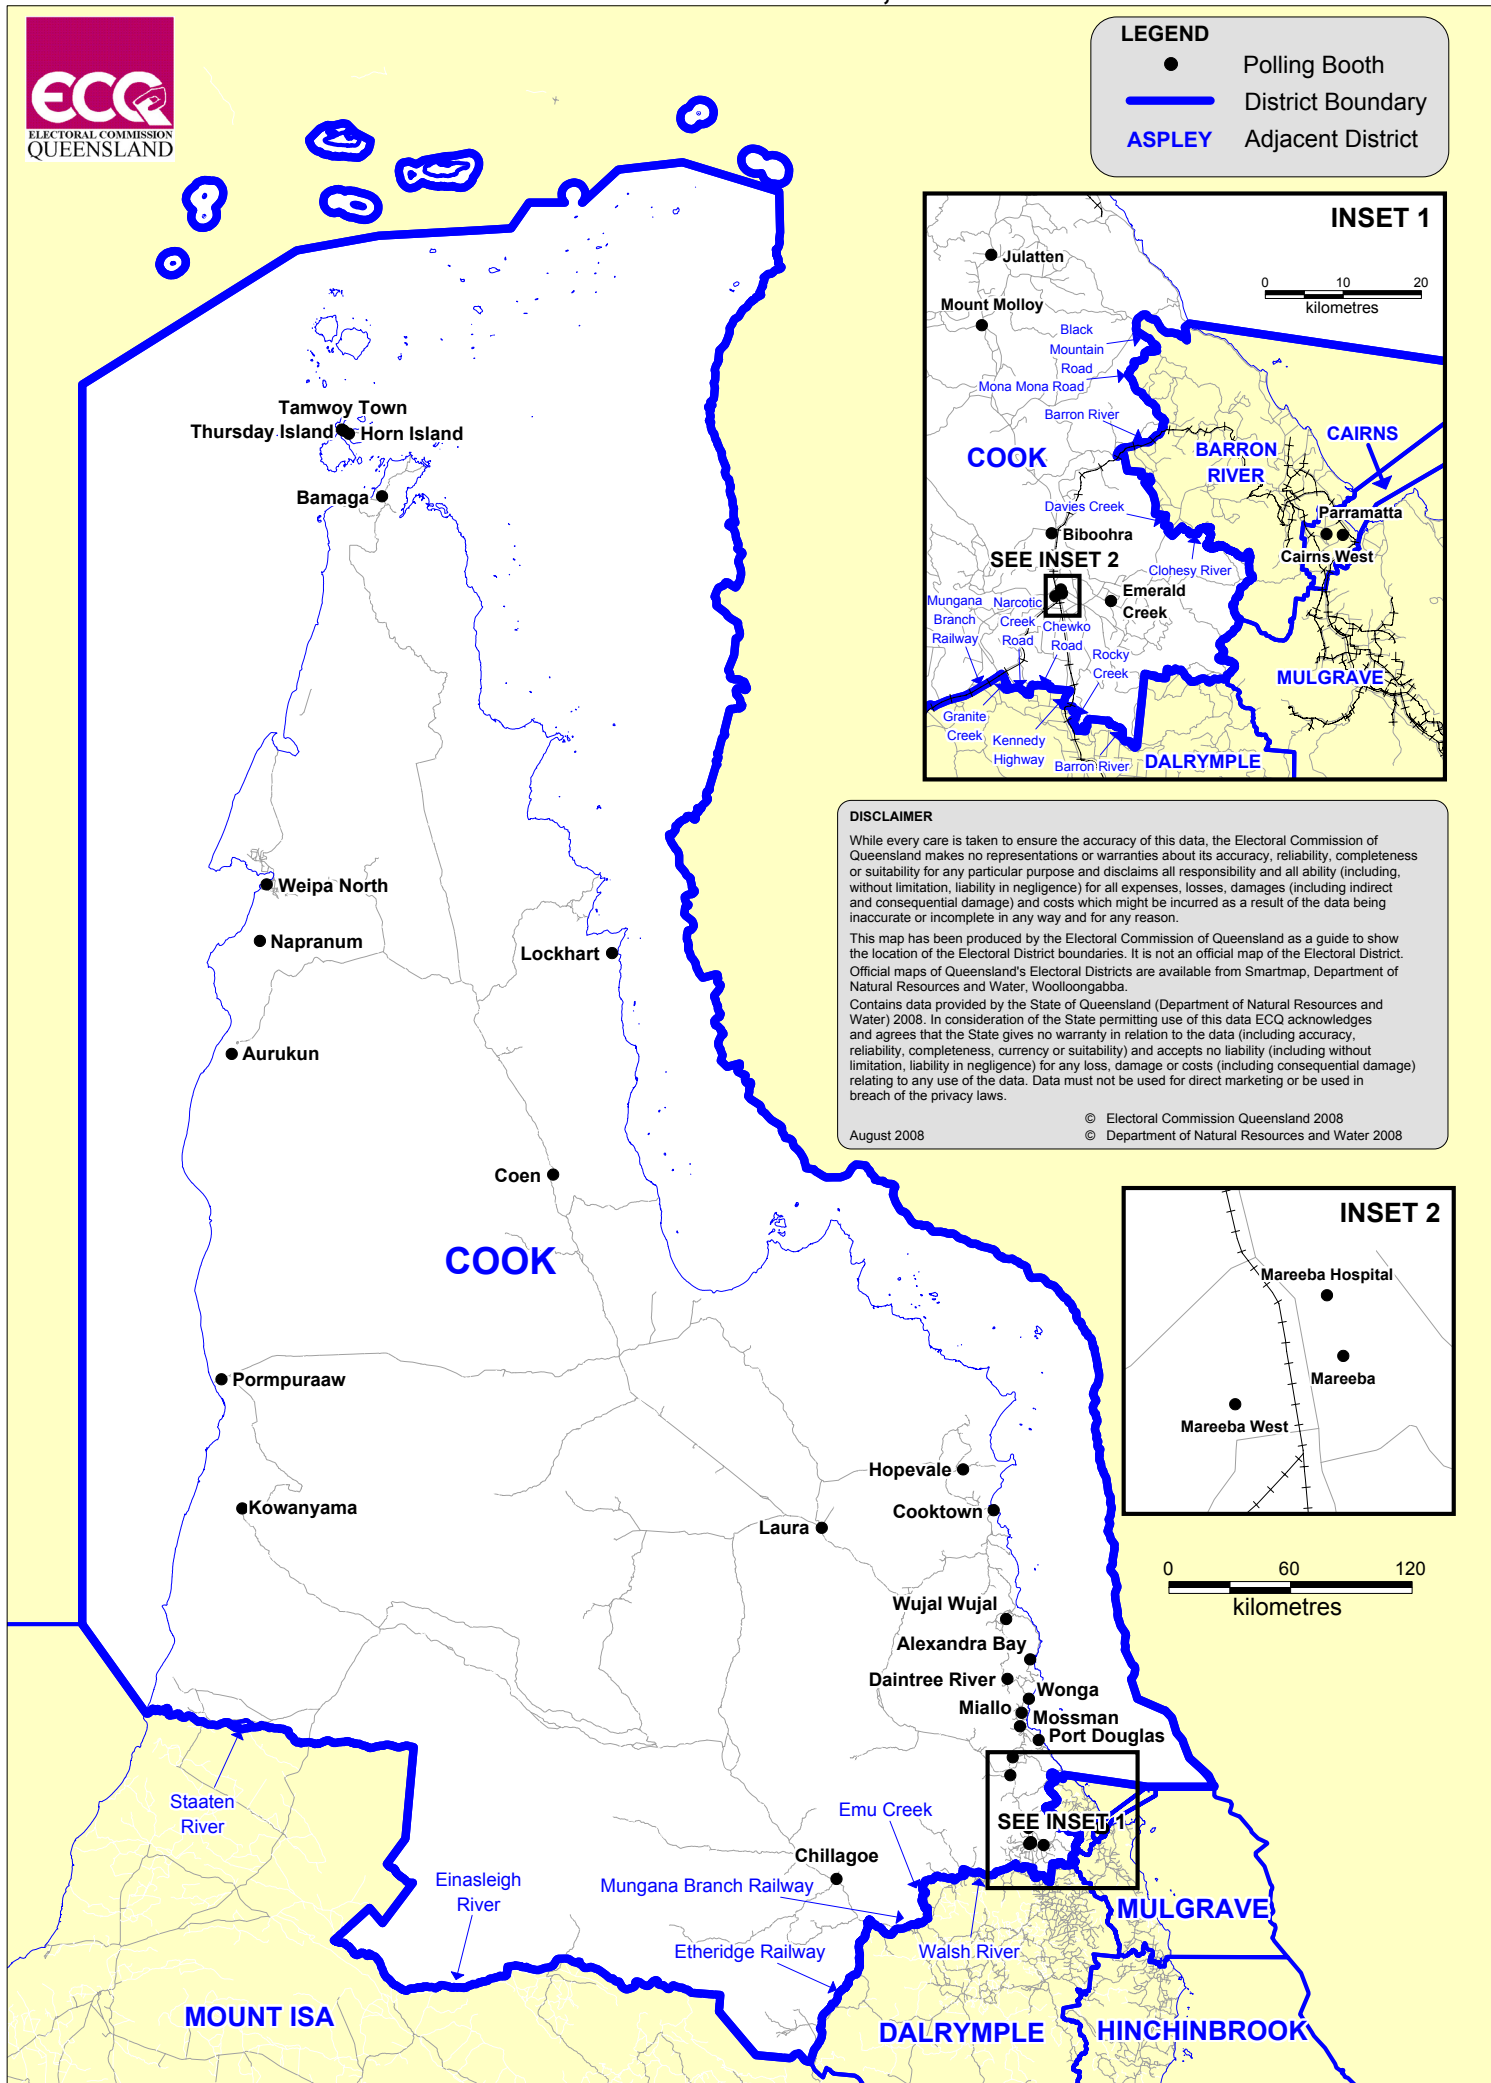 ECQ
ELECTORAL COMMISSION
QUEENSLAND
LEGEND
Polling Booth
District Boundary
ASPLEY Adjacent District
INSET 1
0 10 20
kilometres
Julatten
Mount Molloy
Black
Mountain
Road
Mona Mona Road
Barron River
COOK
BARRON
RIVER
CAIRNS
Davies Creek
Parramatta
Biboohra
Cairns West
SEE INSET 2
Clohesy River
Emerald
Creek
Mungana
Branch
Railway
Narcotic
Creek
Road
Chewko
Road
Rocky
Creek
MULGRAVE
Granite
Creek
Kennedy
Highway
Barron River
DALRYMPLE
DISCLAIMER
While every care is taken to ensure the accuracy of this data, the Electoral Commission of
Queensland makes no representations or warranties about its accuracy, reliability, completeness
or suitability for any particular purpose and disclaims all responsibility and all ability (including,
without limitation, liability in negligence) for all expenses, losses, damages (including indirect
and consequential damage) and costs which might be incurred as a result of the data being
inaccurate or incomplete in any way and for any reason.
This map has been produced by the Electoral Commission of Queensland as a guide to show
the location of the Electoral District boundaries. It is not an official map of the Electoral District.
Official maps of Queensland's Electoral Districts are available from Smartmap, Department of
Natural Resources and Water, Woolloongabba.
Contains data provided by the State of Queensland (Department of Natural Resources and
Water) 2008. In consideration of the State permitting use of this data ECQ acknowledges
and agrees that the State gives no warranty in relation to the data (including accuracy,
reliability, completeness, currency or suitability) and accepts no liability (including without
limitation, liability in negligence) for any loss, damage or costs (including consequential damage)
relating to any use of the data. Data must not be used for direct marketing or be used in
breach of the privacy laws.
© Electoral Commission Queensland 2008
August 2008 © Department of Natural Resources and Water 2008
INSET 2
Mareeba Hospital
Mareeba
Mareeba West
0 60 120
kilometres
Tamwoy Town
Thursday Island
Horn Island
Bamaga
Weipa North
Napranum
Lockhart
Aurukun
Coen
COOK
Pormpuraaw
Kowanyama
Hopevale
Cooktown
Laura
Wujal Wujal
Alexandra Bay
Daintree River
Wonga
Miallo
Mossman
Port Douglas
SEE INSET 1
Staaten
River
Emu Creek
Chillagoe
Einasleigh
River
Mungana Branch Railway
Etheridge Railway
Walsh River
MULGRAVE
MOUNT ISA
DALRYMPLE
HINCHINBROOK